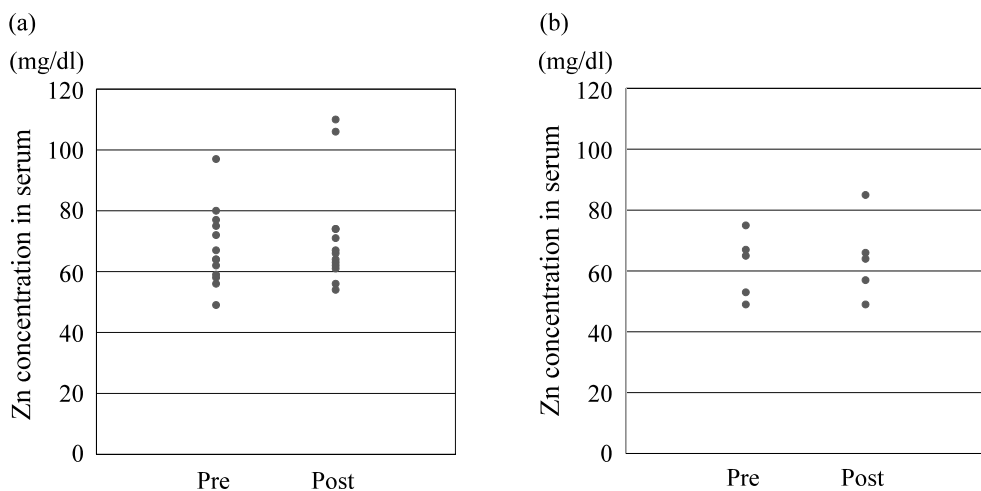 (a)
(mg/dl)
Zn concentration in serum
120
100
80
60
40
20
0
Pre Post
(b)
(mg/dl)
Zn concentration in serum
120
100
80
60
40
20
0
Pre Post